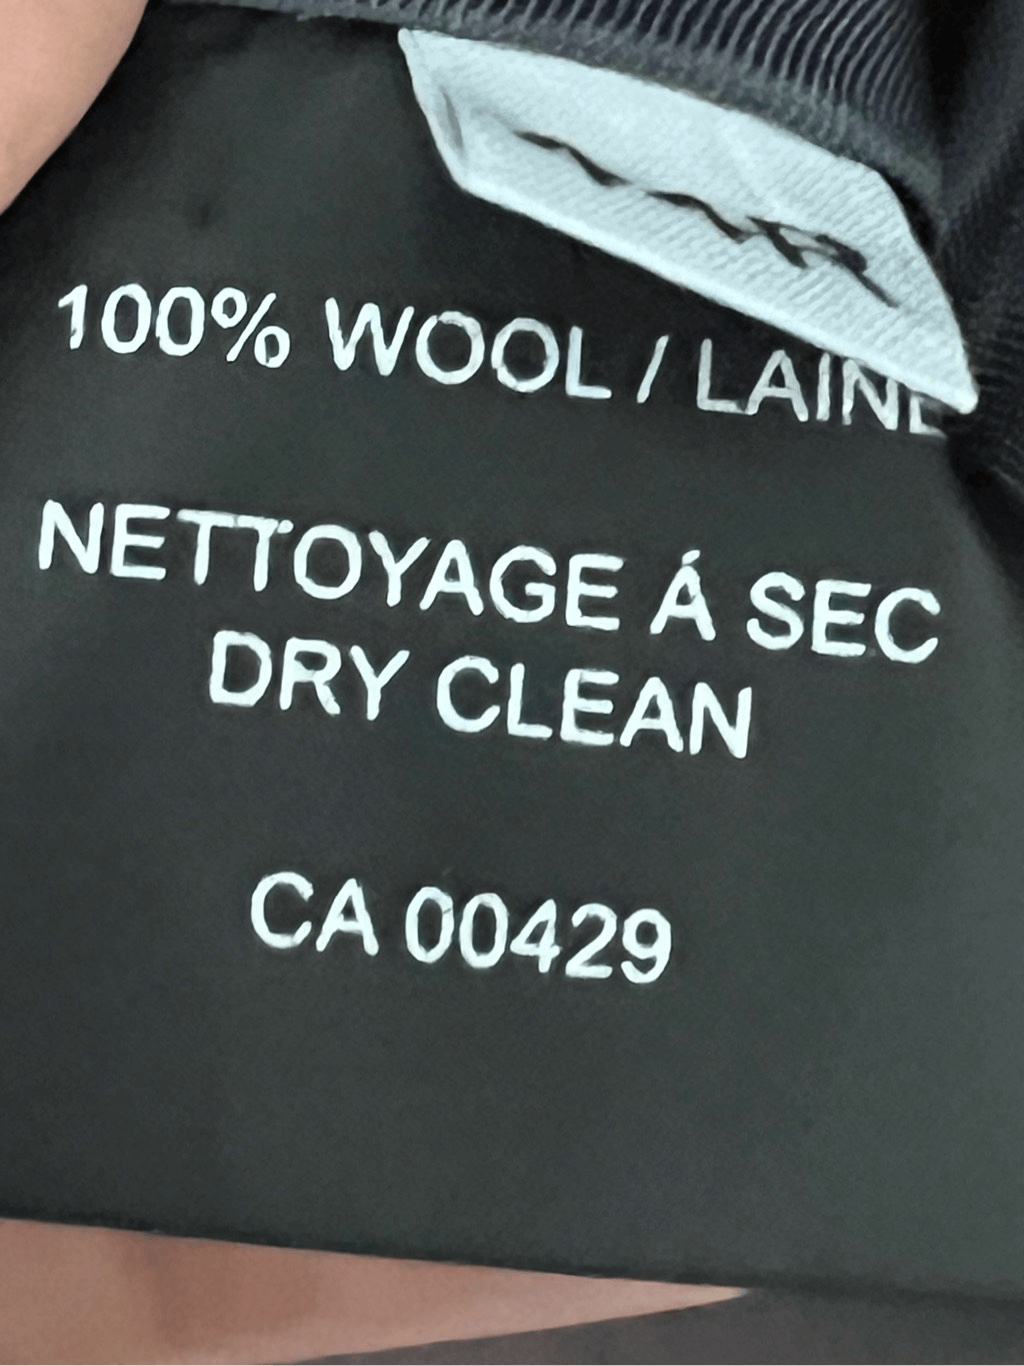 100% WOOL / LAINE
NETTOYAGE Á SEC
DRY CLEAN
CA 00429